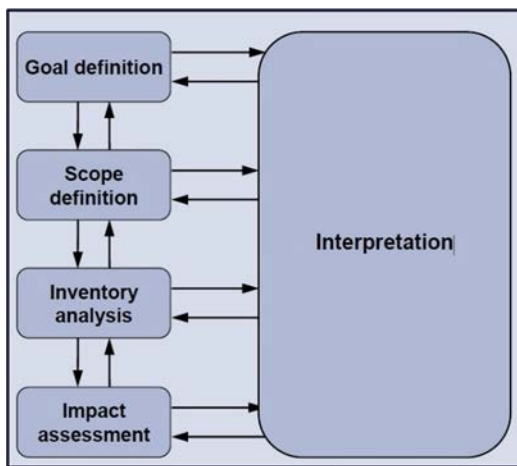 Goal definition
Scope
definition
Interpretation
Inventory
analysis
Impact
assessment